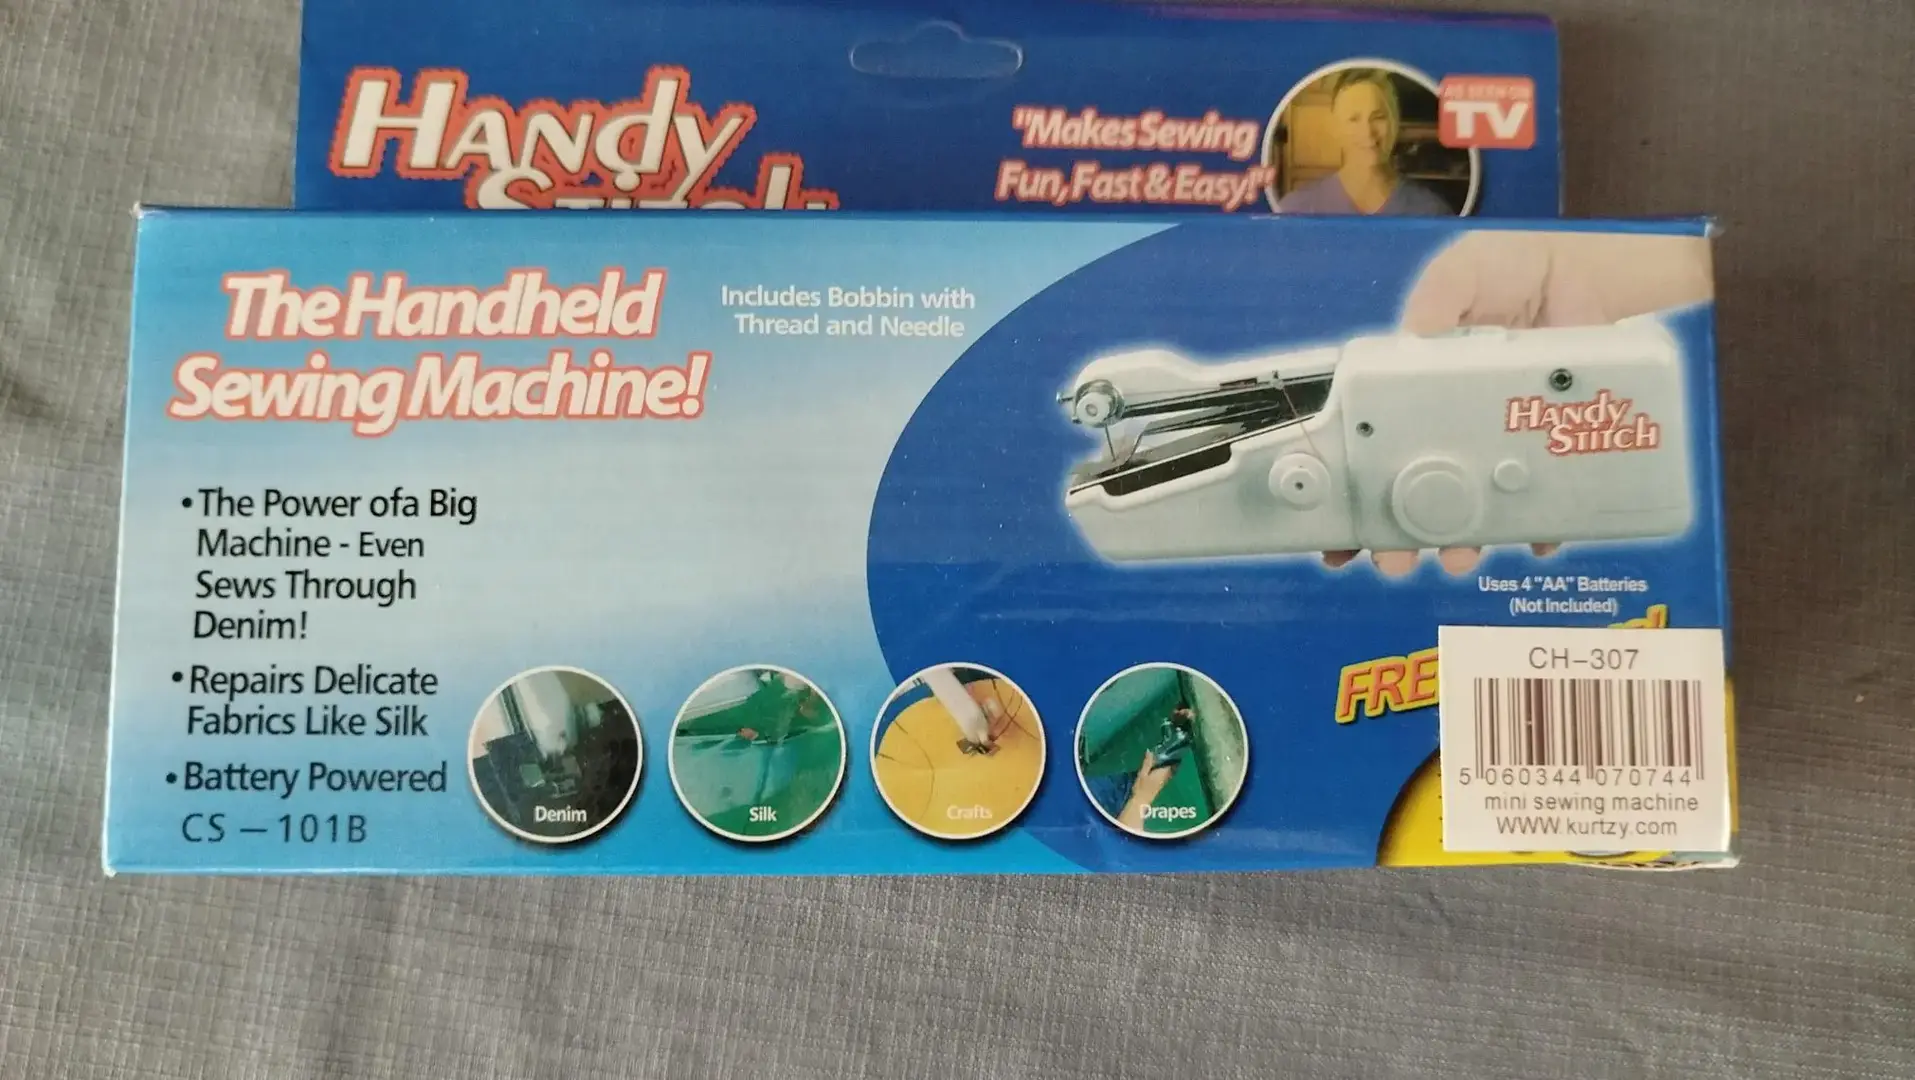 HANDY
STITCH
"Makes Sewing
Fun, Fast & Easy!"
AS SEEN ON
TV
The Handheld
Sewing Machine!
Includes Bobbin with
Thread and Needle
• The Power ofa Big
Machine - Even
Sews Through
Denim!
• Repairs Delicate
Fabrics Like Silk
• Battery Powered
CS – 101B
Denim
Silk
Crafts
Drapes
HANDY
STITCH
Uses 4 "AA" Batteries
(Not Included)
CH-307
5 060344 070744
mini sewing machine
WWW.kurtzy.com